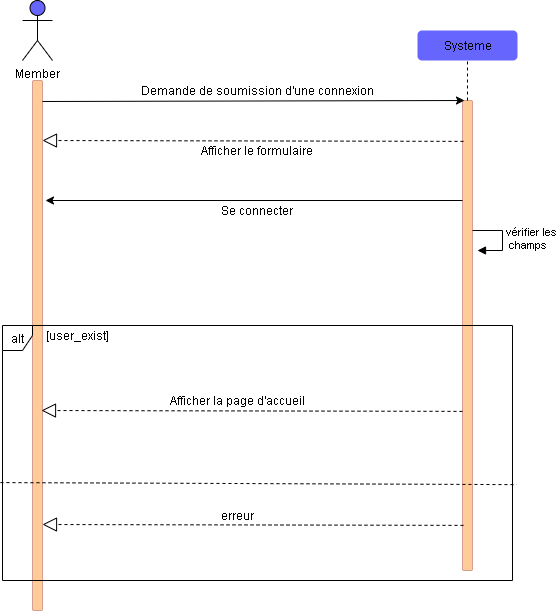 Member
Systeme
Demande de soumission d'une connexion
Afficher le formulaire
Se connecter
vérifier les
champs
alt
[user_exist]
Afficher la page d'accueil
erreur